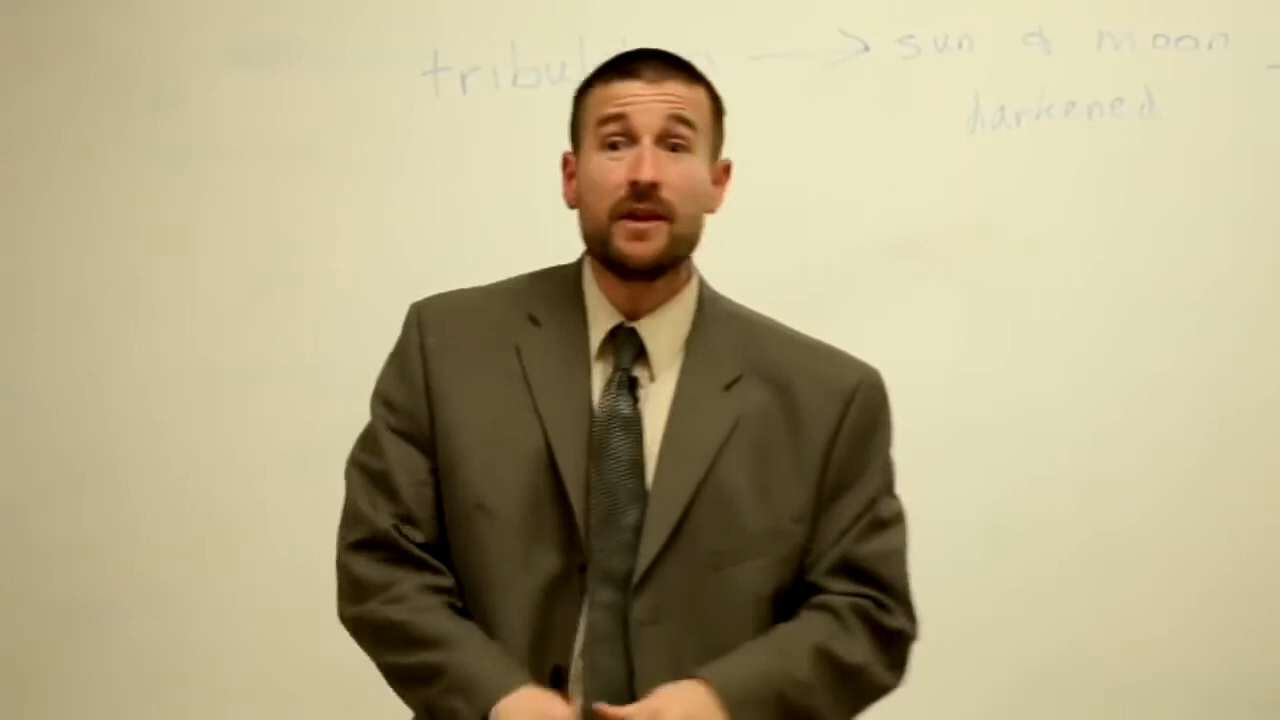 tribul → sun & moon
darkened